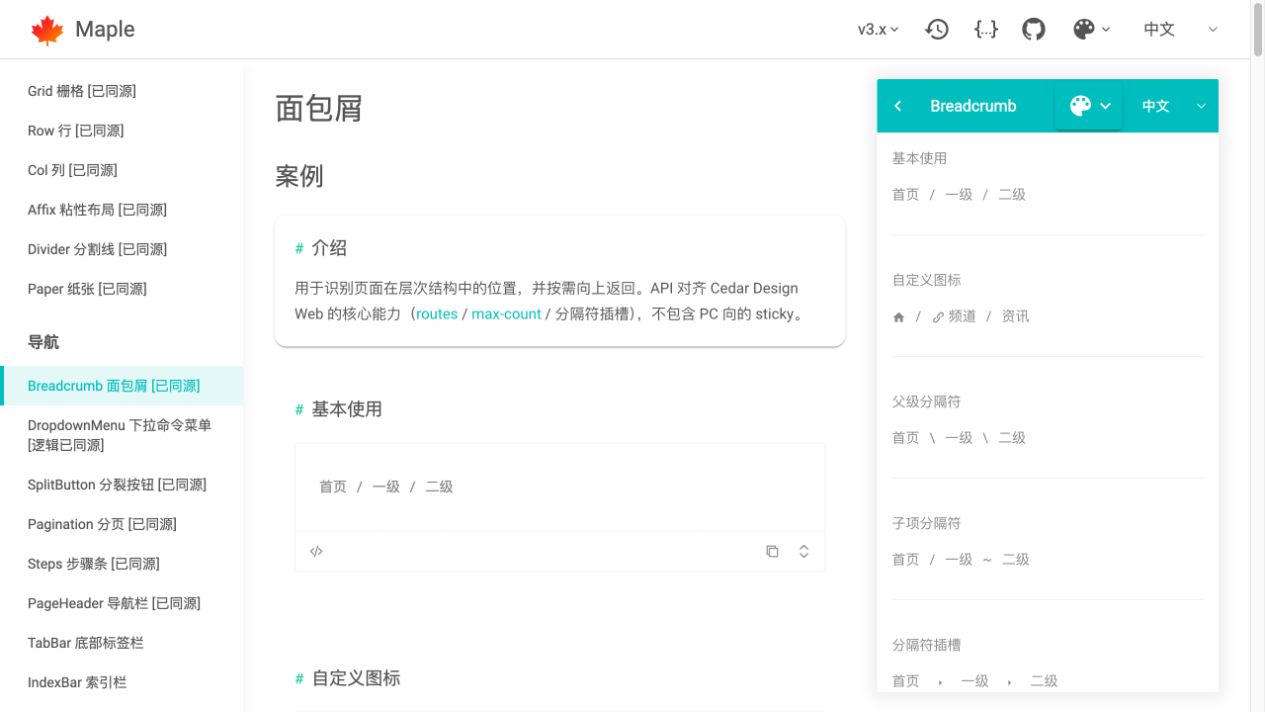 Maple
v3.x
{...}
中文
Grid 栅格 [已同源]
Row 行 [已同源]
Col 列 [已同源]
Affix 粘性布局 [已同源]
Divider 分割线 [已同源]
Paper 纸张 [已同源]
导航
Breadcrumb 面包屑 [已同源]
DropdownMenu 下拉命令菜单
[逻辑已同源]
SplitButton 分裂按钮 [已同源]
Pagination 分页 [已同源]
Steps 步骤条 [已同源]
PageHeader 导航栏 [已同源]
TabBar 底部标签栏
IndexBar 索引栏
面包屑
案例
# 介绍
用于识别页面在层次结构中的位置，并按需向上返回。API 对齐 Cedar Design
Web 的核心能力（routes / max-count / 分隔符插槽），不包含 PC 向的 sticky。
# 基本使用
首页 / 一级 / 二级
# 自定义图标
Breadcrumb
中文
基本使用
首页 / 一级 / 二级
自定义图标
/ 频道 / 资讯
父级分隔符
首页 \ 一级 \ 二级
子项分隔符
首页 / 一级 ~ 二级
分隔符插槽
首页 一级 二级